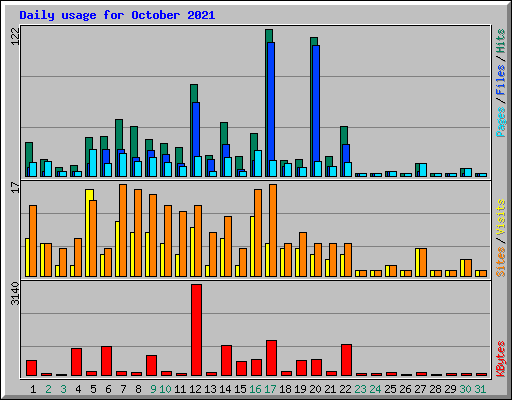 Daily usage for October 2021
122
Pages / Files / Hits
17
Sites / Visits
3140
KBytes
1 2 3 4 5 6 7 8 9 10 11 12 13 14 15 16 17 18 19 20 21 22 23 24 25 26 27 28 29 30 31